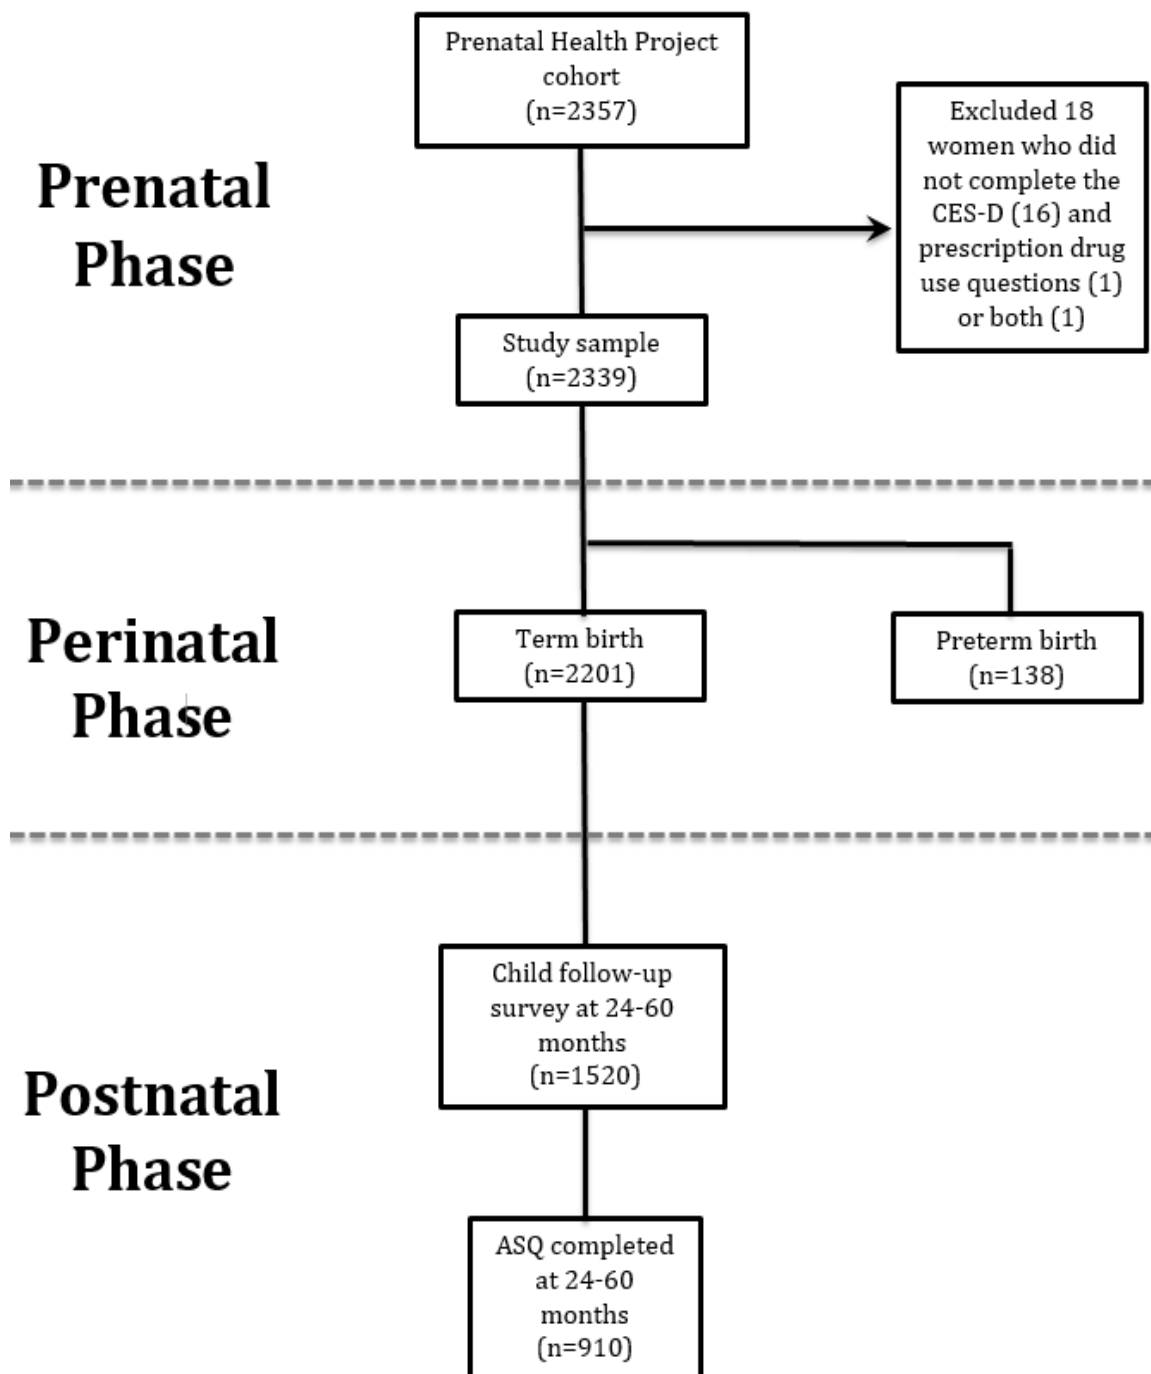 Prenatal Health Project
cohort
(n=2357)
Excluded 18
women who did
not complete the
CES-D (16) and
prescription drug
use questions (1)
or both (1)
Prenatal
Phase
Study sample
(n=2339)
Perinatal
Phase
Term birth
(n=2201)
Preterm birth
(n=138)
Child follow-up
survey at 24-60
months
(n=1520)
Postnatal
Phase
ASQ completed
at 24-60
months
(n=910)